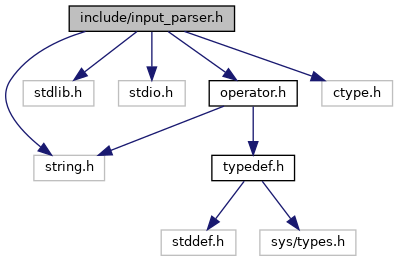 include/input_parser.h
stdlib.h
stdio.h
operator.h
ctype.h
string.h
typedef.h
stddef.h
sys/types.h